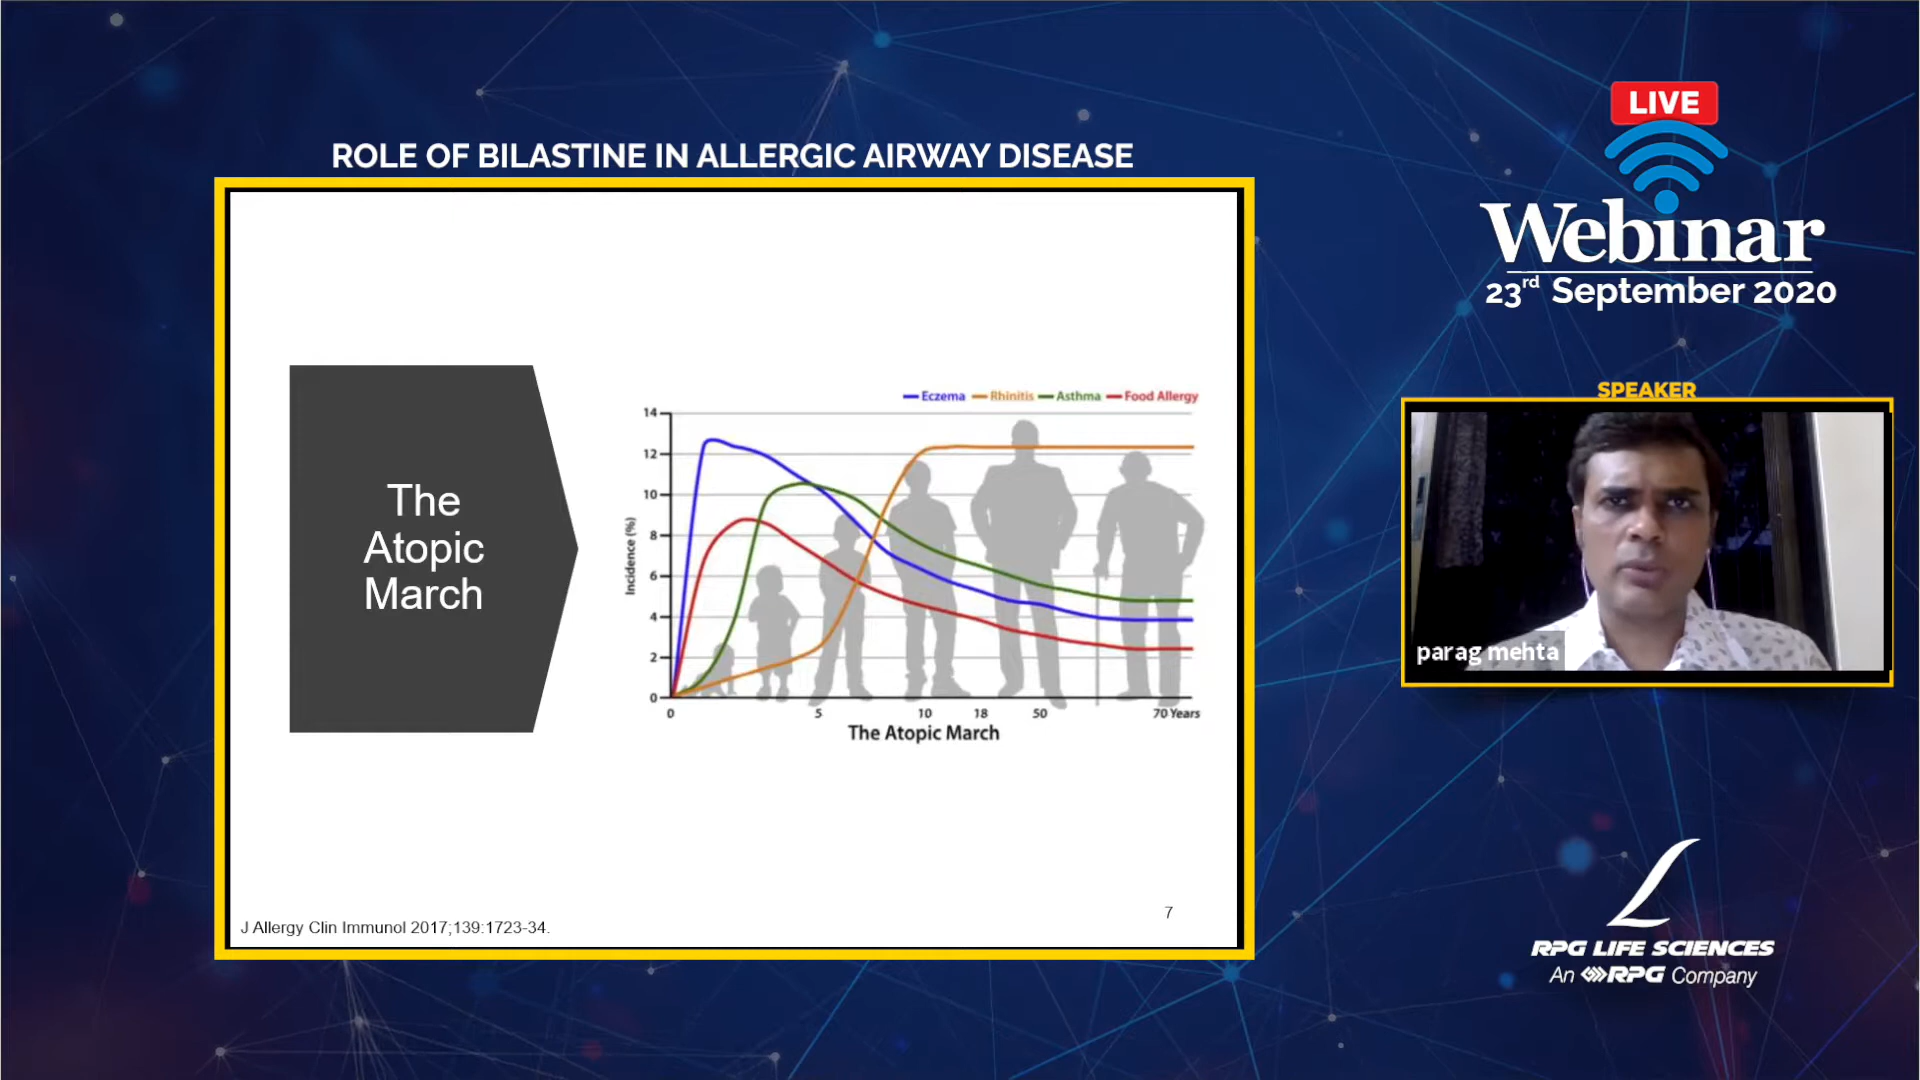 ROLE OF BILASTINE IN ALLERGIC AIRWAY DISEASE
LIVE
Webinar
23rd September 2020
SPEAKER
parag mehta
The
Atopic
March
Eczema Rhinitis Asthma Food Allergy
Incidence (%)
14
12
10
8
6
4
2
0
0 5 10 18 50 70 Years
The Atopic March
7
J Allergy Clin Immunol 2017;139:1723-34.
RPG LIFE SCIENCES
An RPG Company